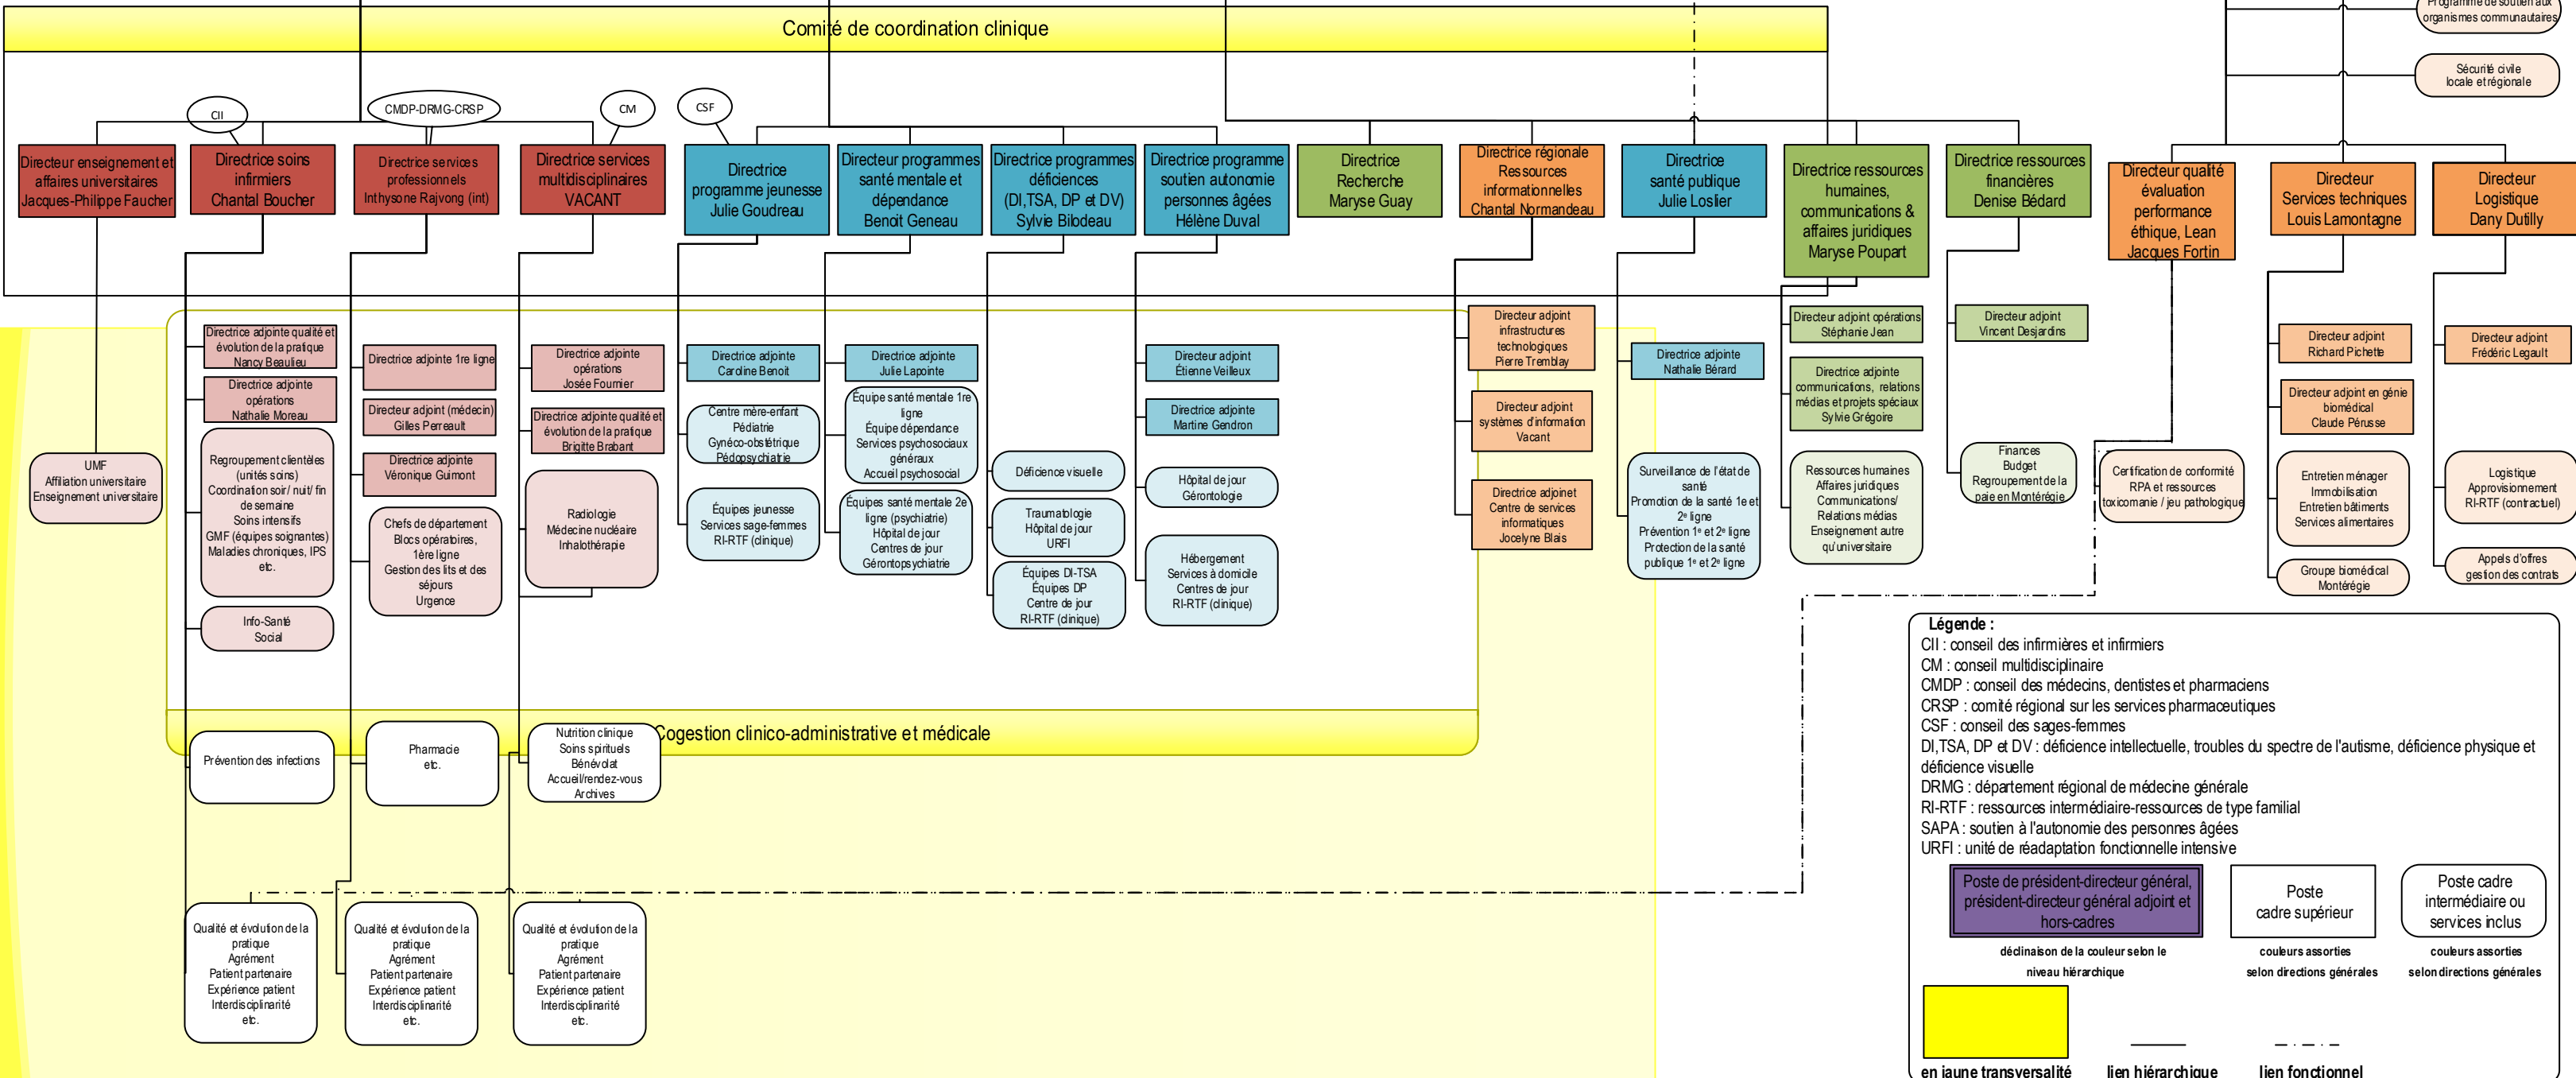 Programme de soutien aux
organismes communautaires
Comité de coordination clinique
Sécurité civile
locale et régionale
CII
CMDP-DRMG-CRSP
CM
CSF
Directeur enseignement et
affaires universitaires
Jacques-Philippe Faucher
Directrice soins
infirmiers
Chantal Boucher
Directrice services
professionnels
Inthysone Rajvong (int)
Directrice services
multidisciplinaires
VACANT
Directrice
programme jeunesse
Julie Goudreau
Directeur programmes
santé mentale et
dépendance
Benoit Geneau
Directrice programmes
déficiences
(DI,TSA, DP et DV)
Sylvie Bilodeau
Directrice programme
soutien autonomie
personnes âgées
Hélène Duval
Directrice
Recherche
Maryse Guay
Directrice régionale
Ressources
informationnelles
Chantal Normandeau
Directrice
santé publique
Julie Loslier
Directrice ressources
humaines,
communications &
affaires juridiques
Maryse Poupart
Directrice ressources
financières
Denise Bédard
Directeur qualité
évaluation
performance
éthique, Lean
Jacques Fortin
Directeur
Services techniques
Louis Lamontagne
Directeur
Logistique
Dany Dutilly
UMF
Affiliation universitaire
Enseignement universitaire
Directrice adjointe qualité et
évolution de la pratique
Nancy Beaulieu
Directrice adjointe
opérations
Nathalie Moreau
Regroupement clientèles
(unités soins)
Coordination soir/ nuit/ fin
de semaine
Soins intensifs
GMF (équipes soignantes)
Maladies chroniques, IPS
etc.
Info-Santé
Social
Directrice adjointe 1re ligne
Directeur adjoint (médecin)
Gilles Perreault
Directrice adjointe
Véronique Guimont
Chefs de département
Blocs opératoires,
1ère ligne
Gestion des lits et des
séjours
Urgence
Directrice adjointe
opérations
Josée Fournier
Directrice adjointe qualité et
évolution de la pratique
Brigitte Brabant
Radiologie
Médecine nucléaire
Inhalothérapie
Directrice adjointe
Caroline Benoit
Centre mère-enfant
Pédiatrie
Gynéco-obstétrique
Pédopsychiatrie
Équipes jeunesse
Services sage-femmes
RI-RTF (clinique)
Directrice adjointe
Julie Lapointe
Équipe santé mentale 1re
ligne
Équipe dépendance
Services psychosociaux
généraux
Accueil psychosocial
Équipes santé mentale 2e
ligne (psychiatrie)
Hôpital de jour
Centres de jour
Gérontopsychiatrie
Déficience visuelle
Traumatologie
Hôpital de jour
URFI
Équipes DI-TSA
Équipes DP
Centre de jour
RI-RTF (clinique)
Directeur adjoint
Étienne Veilleux
Directrice adjointe
Martine Gendron
Hôpital de jour
Gérontologie
Hébergement
Services à domicile
Centres de jour
RI-RTF (clinique)
Directeur adjoint
infrastructures
technologiques
Pierre Tremblay
Directeur adjoint
systèmes d'information
Vacant
Directrice adjoinet
Centre de services
informatiques
Jocelyne Blais
Directrice adjointe
Nathalie Bérard
Surveillance de l'état de
santé
Promotion de la santé 1e et
2e ligne
Prévention 1e et 2e ligne
Protection de la santé
publique 1e et 2e ligne
Directeur adjoint opérations
Stéphanie Jean
Directrice adjointe
communications, relations
médias et projets spéciaux
Sylvie Grégoire
Ressources humaines
Affaires juridiques
Communications/
Relations médias
Enseignement autre
qu'universitaire
Directeur adjoint
Vincent Desjardins
Finances
Budget
Regroupement de la
paie en Montérégie
Certification de conformité
RPA et ressources
toxicomanie / jeu pathologique
Directeur adjoint
Richard Pichette
Directeur adjoint en génie
biomédical
Claude Pérusse
Entretien ménager
Immobilisation
Entretien bâtiments
Services alimentaires
Groupe biomédical
Montérégie
Directeur adjoint
Frédéric Legault
Logistique
Approvisionnement
RI-RTF (contractuel)
Appels d'offres
gestion des contrats
Cogestion clinico-administrative et médicale
Prévention des infections
Pharmacie
etc.
Nutrition clinique
Soins spirituels
Bénévolat
Accueil/rendez-vous
Archives
Qualité et évolution de la
pratique
Agrément
Patient partenaire
Expérience patient
Interdisciplinarité
etc.
Qualité et évolution de la
pratique
Agrément
Patient partenaire
Expérience patient
Interdisciplinarité
etc.
Qualité et évolution de la
pratique
Agrément
Patient partenaire
Expérience patient
Interdisciplinarité
etc.
Légende :
CII : conseil des infirmières et infirmiers
CM : conseil multidisciplinaire
CMDP : conseil des médecins, dentistes et pharmaciens
CRSP : comité régional sur les services pharmaceutiques
CSF : conseil des sages-femmes
DI,TSA, DP et DV : déficience intellectuelle, troubles du spectre de l'autisme, déficience physique et
déficience visuelle
DRMG : département régional de médecine générale
RI-RTF : ressources intermédiaire-ressources de type familial
SAPA : soutien à l'autonomie des personnes âgées
URFI : unité de réadaptation fonctionnelle intensive
Poste de président-directeur général,
président-directeur général adjoint et
hors-cadres
Poste
cadre supérieur
Poste cadre
intermédiaire ou
services inclus
déclinaison de la couleur selon le
niveau hiérarchique
couleurs assorties
selon directions générales
couleurs assorties
selon directions générales
en jaune transversalité
lien hiérarchique
lien fonctionnel